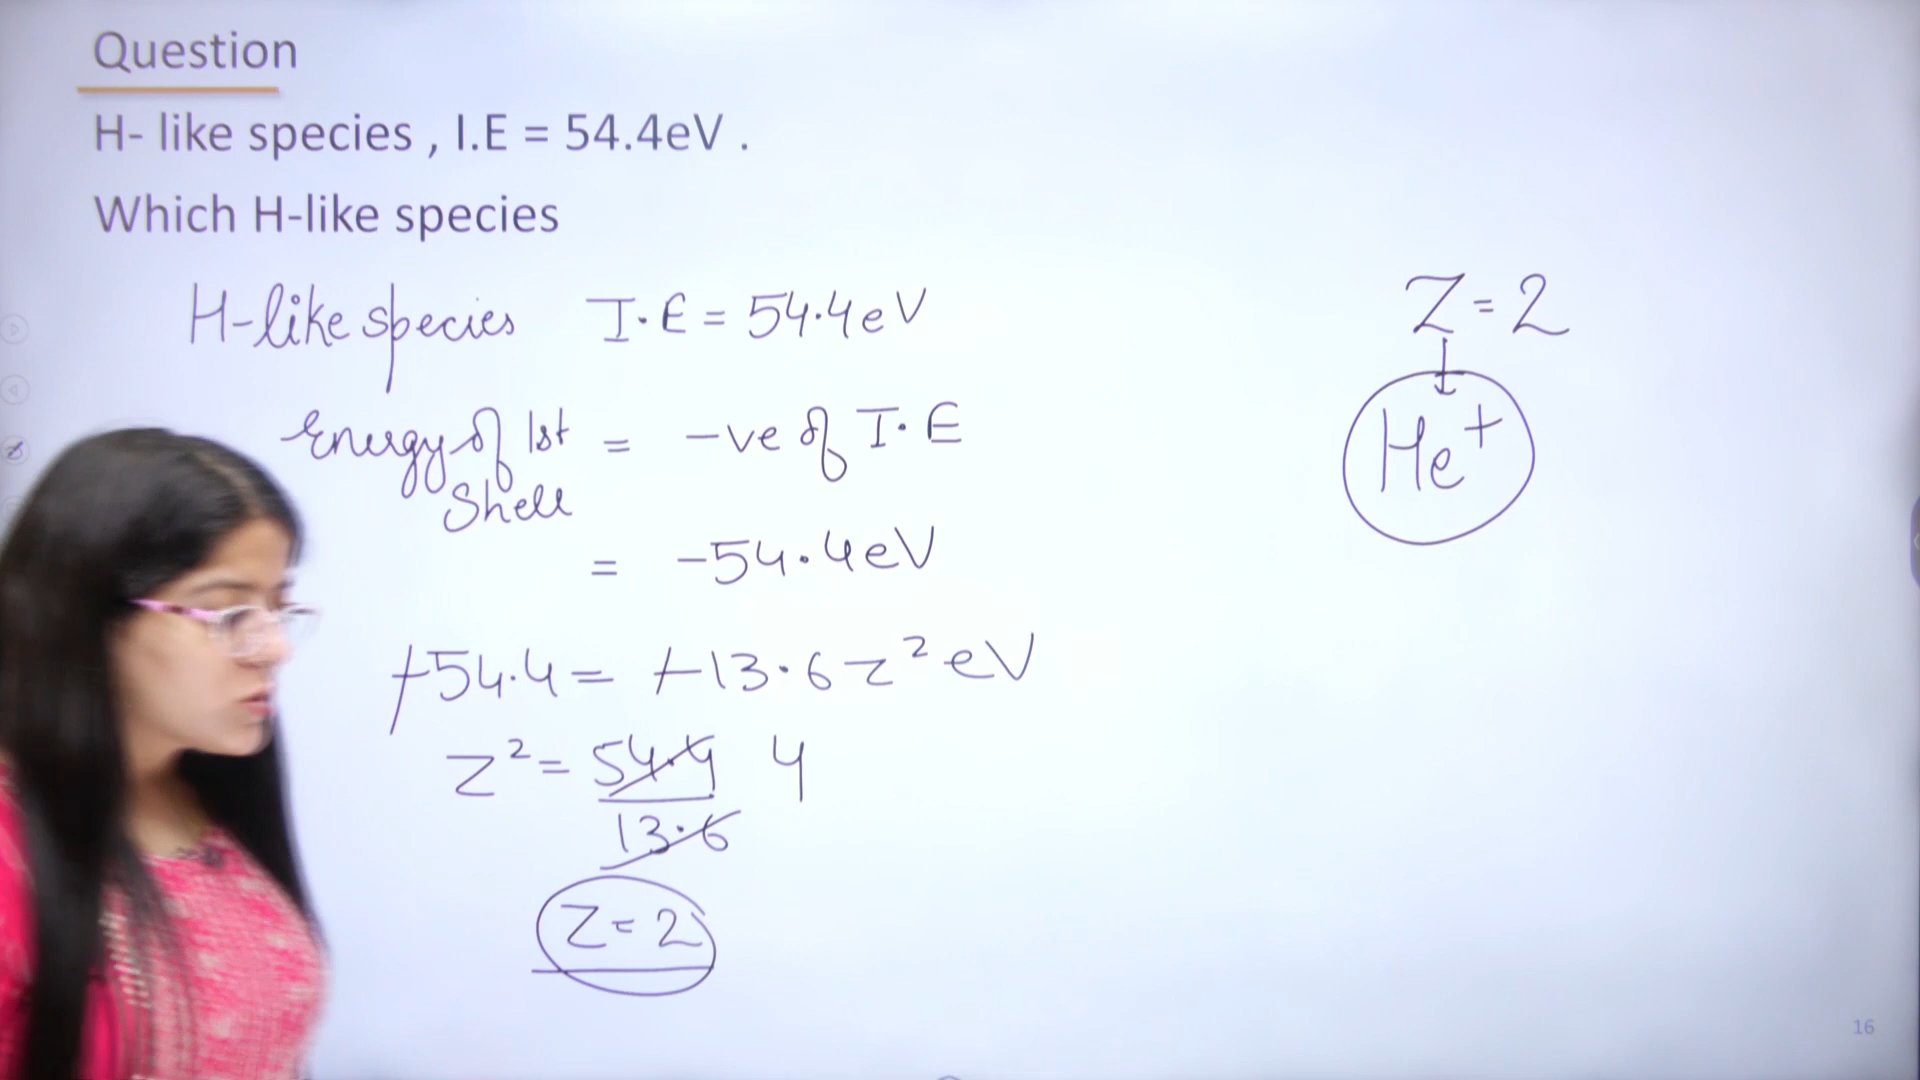 Question
H- like species , I.E = 54.4eV .
Which H-like species
H-like species I.E = 54.4eV
Energy of 1st Shell = -ve of I.E
= -54.4eV
+54.4 = +13.6 z² eV
Z² = 54.4 / 13.6 4
Z = 2
Z = 2
He⁺
16